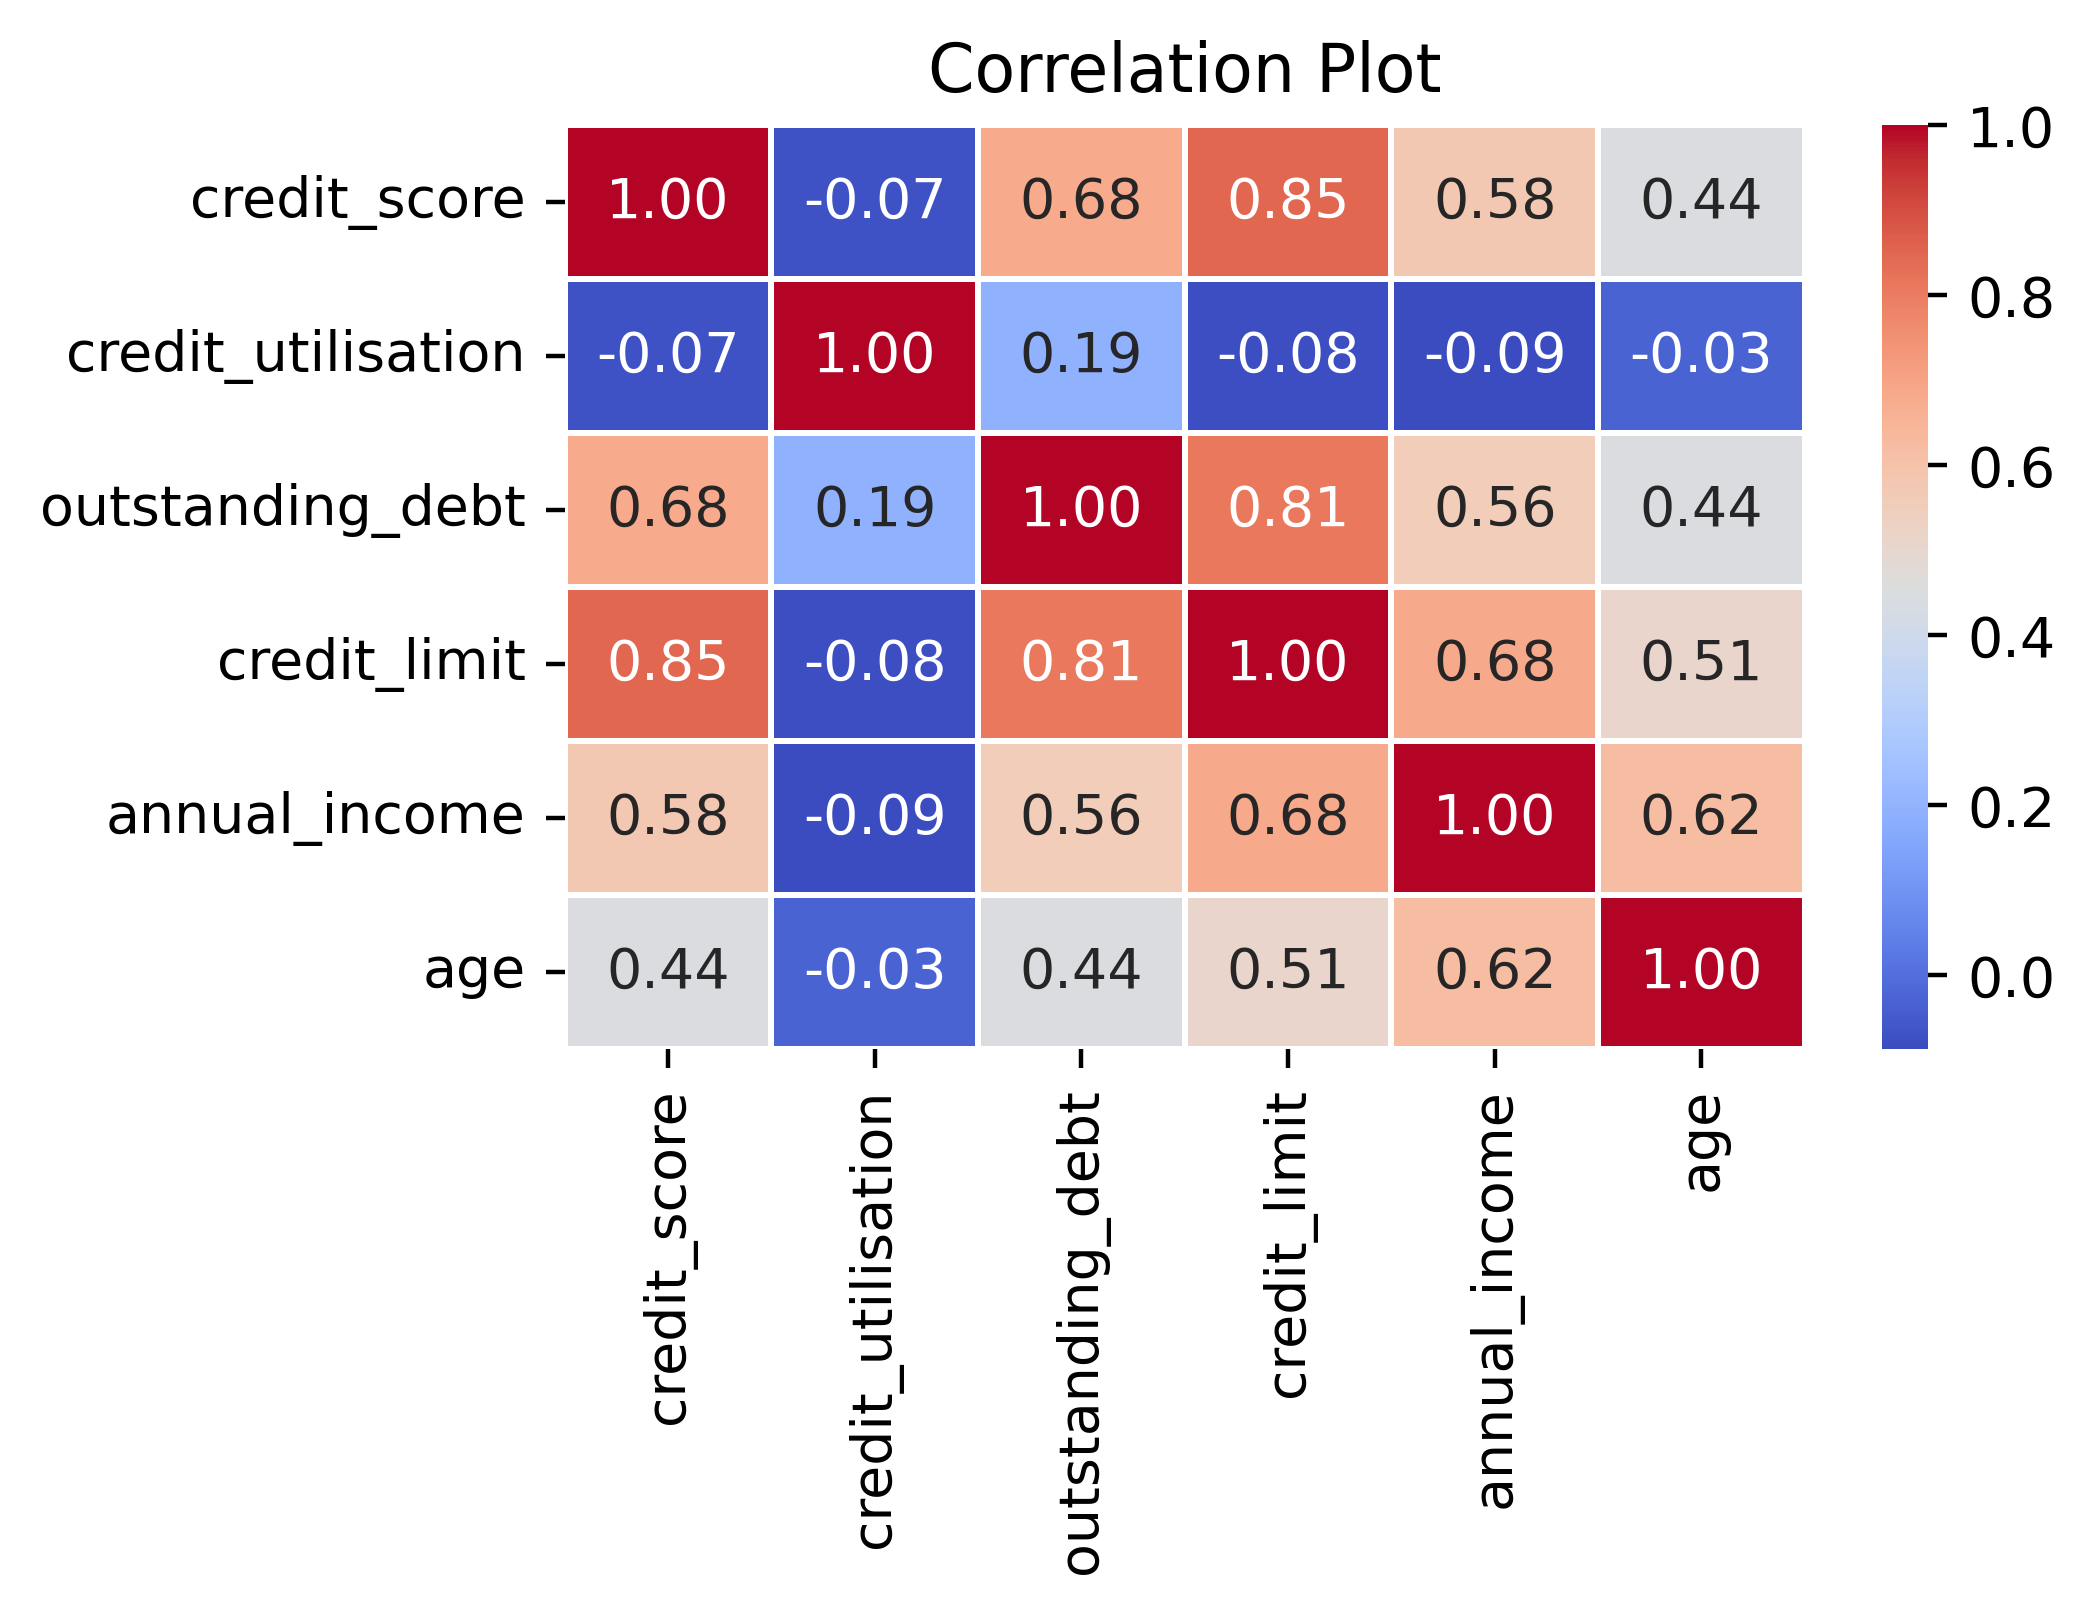 Correlation Plot
credit_score 1.00 -0.07 0.68 0.85 0.58 0.44
credit_utilisation -0.07 1.00 0.19 -0.08 -0.09 -0.03
outstanding_debt 0.68 0.19 1.00 0.81 0.56 0.44
credit_limit 0.85 -0.08 0.81 1.00 0.68 0.51
annual_income 0.58 -0.09 0.56 0.68 1.00 0.62
age 0.44 -0.03 0.44 0.51 0.62 1.00
credit_score
credit_utilisation
outstanding_debt
credit_limit
annual_income
age
1.0
0.8
0.6
0.4
0.2
0.0